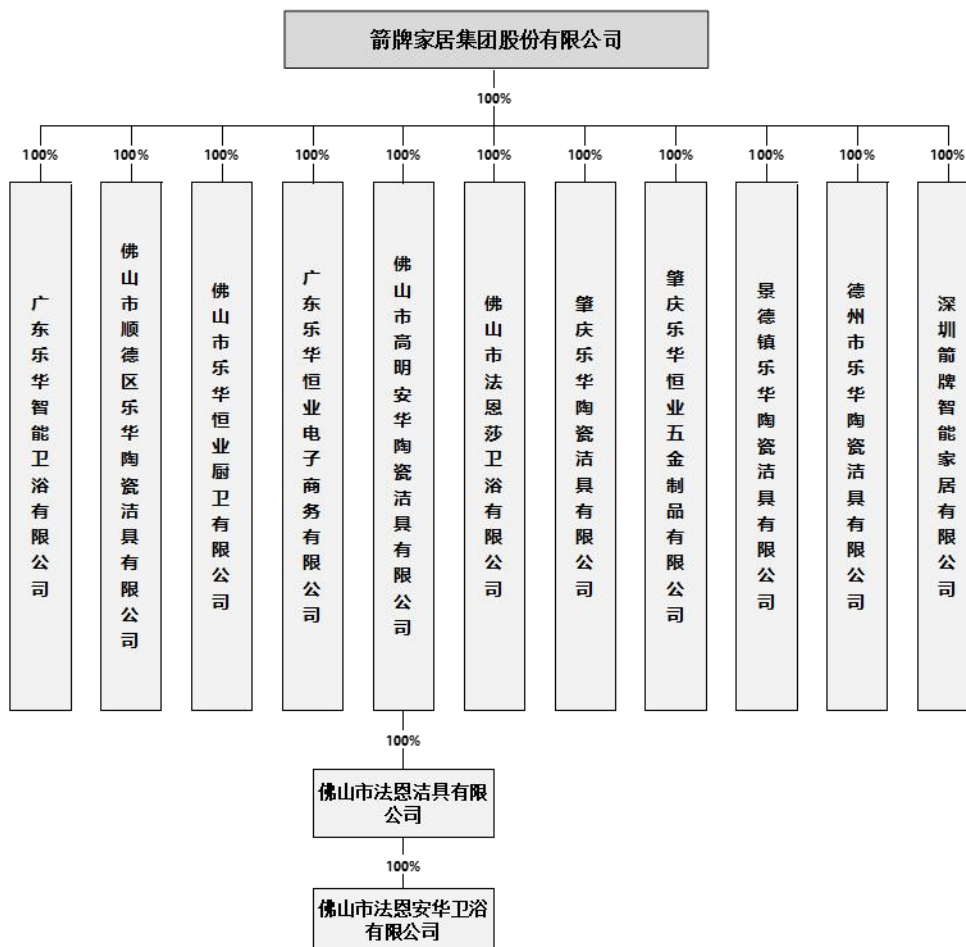 箭牌家居集团股份有限公司
100%
100% 100% 100% 100% 100% 100% 100% 100% 100% 100% 100%
广东乐华智能卫浴有限公司
佛山市顺德区乐华陶瓷洁具有限公司
佛山市乐华恒业厨卫有限公司
广东乐华恒业电子商务有限公司
佛山市高明安华陶瓷洁具有限公司
佛山市法恩莎卫浴有限公司
肇庆乐华陶瓷洁具有限公司
肇庆乐华恒业五金制品有限公司
景德镇乐华陶瓷洁具有限公司
德州市乐华陶瓷洁具有限公司
深圳箭牌智能家居有限公司
100%
佛山市法恩洁具有限
公司
100%
佛山市法恩安华卫浴
有限公司